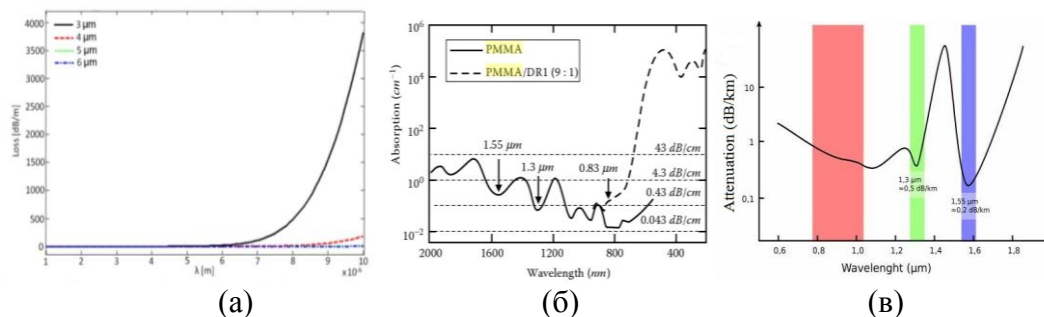 4000
3500
3000
2500
2000
1500
1000
500
0
Loss [dB/m]
3 µm
4 µm
5 µm
6 µm
1 2 3 4 5 6 7 8 9 10
λ [m]
(а)
Absorption (cm⁻¹)
10⁶
10⁴
10²
10⁰
10⁻²
PMMA
PMMA/DR1 (9 : 1)
1.55 µm
1.3 µm
0.83 µm
43 dB/cm
4.3 dB/cm
0.43 dB/cm
0.043 dB/cm
2000 1600 1200 800 400
Wavelength (nm)
(б)
Attenuation (dB/km)
10
1
0,1
1,3 µm
≈0,5 dB/km
1,55 µm
≈0,2 dB/km
0,6 0,8 1,0 1,2 1,4 1,6 1,8
Wavelenght (µm)
(в)